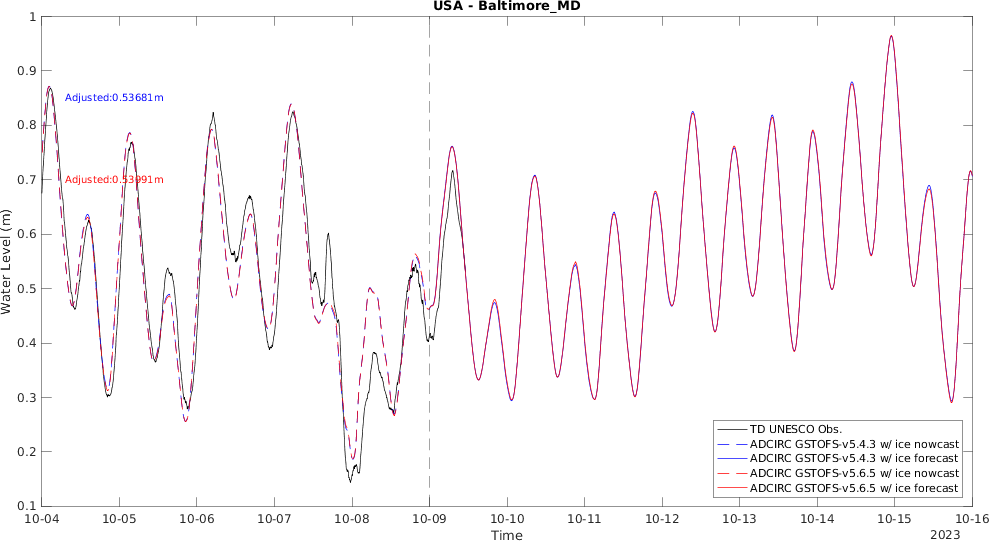 USA - Baltimore_MD
1
0.9
0.8
0.7
0.6
0.5
0.4
0.3
0.2
0.1
Water Level (m)
Adjusted:0.53681m
Adjusted:0.53991m
TD UNESCO Obs.
ADCIRC GSTOFS-v5.4.3 w/ ice nowcast
ADCIRC GSTOFS-v5.4.3 w/ ice forecast
ADCIRC GSTOFS-v5.6.5 w/ ice nowcast
ADCIRC GSTOFS-v5.6.5 w/ ice forecast
10-04 10-05 10-06 10-07 10-08 10-09 10-10 10-11 10-12 10-13 10-14 10-15 10-16
Time
2023